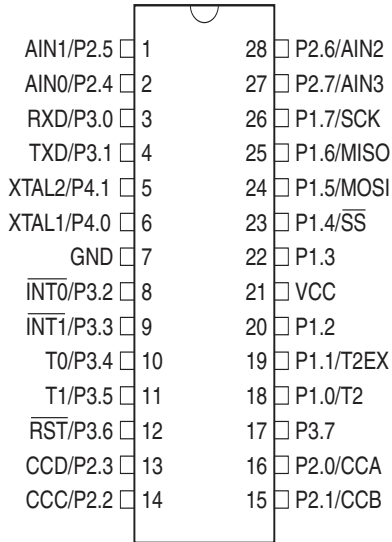 AIN1/P2.5 1 28 P2.6/AIN2
AIN0/P2.4 2 27 P2.7/AIN3
RXD/P3.0 3 26 P1.7/SCK
TXD/P3.1 4 25 P1.6/MISO
XTAL2/P4.1 5 24 P1.5/MOSI
XTAL1/P4.0 6 23 P1.4/S̅S̅
GND 7 22 P1.3
I̅N̅T̅0̅/P3.2 8 21 VCC
I̅N̅T̅1̅/P3.3 9 20 P1.2
T0/P3.4 10 19 P1.1/T2EX
T1/P3.5 11 18 P1.0/T2
R̅S̅T̅/P3.6 12 17 P3.7
CCD/P2.3 13 16 P2.0/CCA
CCC/P2.2 14 15 P2.1/CCB